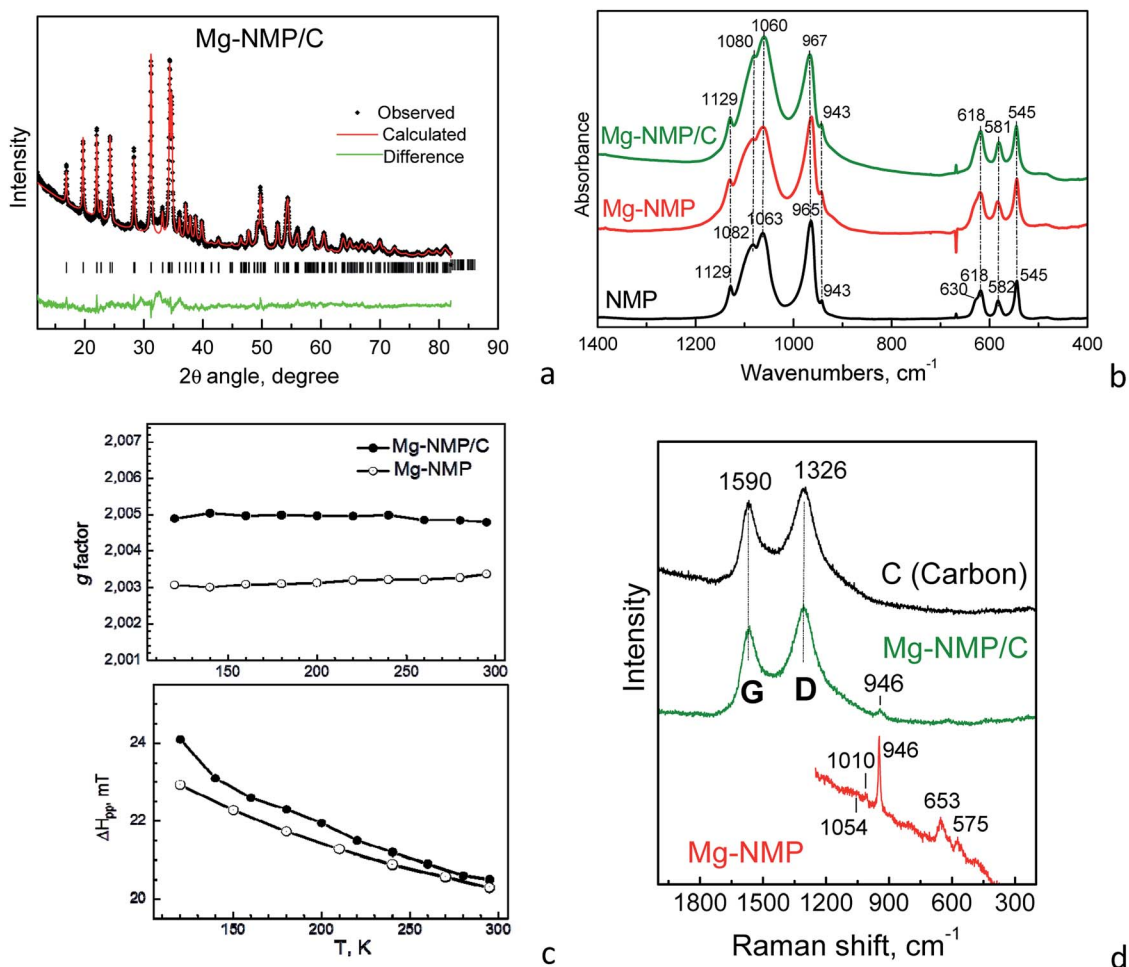 Mg-NMP/C
Observed
Calculated
Difference
Intensity
10 20 30 40 50 60 70 80 90
2θ angle, degree
a
1080
1060
967
1129
943
618
581
545
Mg-NMP/C
Mg-NMP
1082
1063
965
1129
943
618
630
582
545
NMP
Absorbance
1400 1200 1000 800 600 400
Wavenumbers, cm-1
b
2,007
2,006
2,005
2,004
2,003
2,002
2,001
g factor
Mg-NMP/C
Mg-NMP
150 200 250 300
24
22
20
ΔHpp, mT
150 200 250 300
T, K
c
1590
1326
C (Carbon)
Mg-NMP/C
G
D
946
1010
946
1054
653
575
Mg-NMP
Intensity
1800 1500 1200 900 600 300
Raman shift, cm-1
d